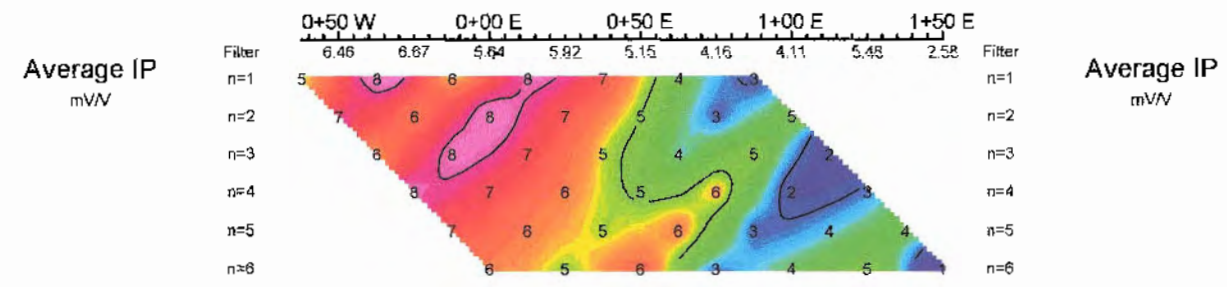 0+50 W 0+00 E 0+50 E 1+00 E 1+50 E
Filter 6.46 6.67 5.64 5.92 5.15 4.16 4.11 5.48 2.58 Filter
Average IP
mV/V
Average IP
mV/V
n=1 5 8 6 8 7 4 3 n=1
n=2 7 6 8 7 5 3 5 n=2
n=3 6 8 7 5 4 5 2 n=3
n=4 8 7 6 5 6 2 3 n=4
n=5 7 6 5 6 3 4 4 n=5
n=6 6 5 6 3 4 5 1 n=6